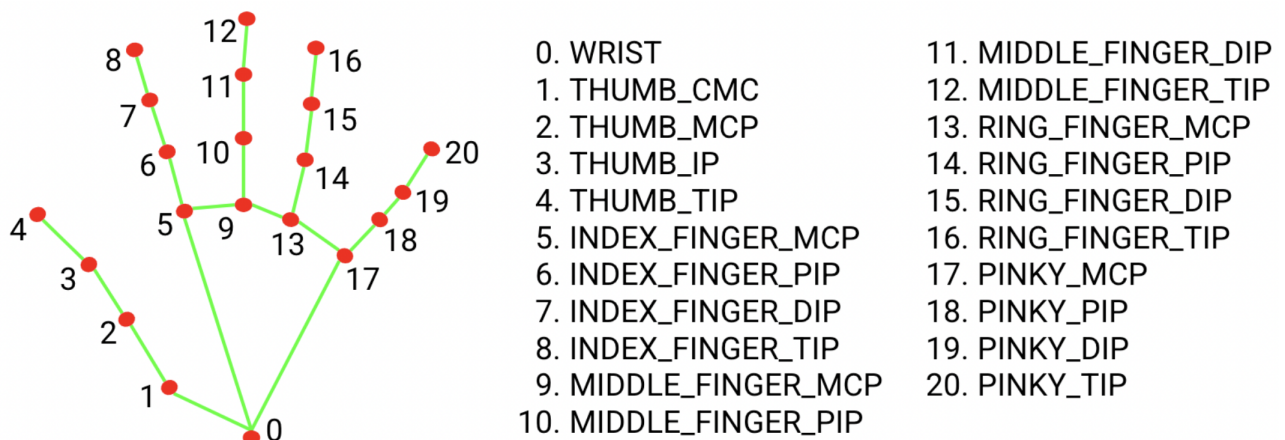 12
8
16
11
7
15
10
6
20
14
19
4
5
9
13
18
3
17
2
1
0
0. WRIST
1. THUMB_CMC
2. THUMB_MCP
3. THUMB_IP
4. THUMB_TIP
5. INDEX_FINGER_MCP
6. INDEX_FINGER_PIP
7. INDEX_FINGER_DIP
8. INDEX_FINGER_TIP
9. MIDDLE_FINGER_MCP
10. MIDDLE_FINGER_PIP
11. MIDDLE_FINGER_DIP
12. MIDDLE_FINGER_TIP
13. RING_FINGER_MCP
14. RING_FINGER_PIP
15. RING_FINGER_DIP
16. RING_FINGER_TIP
17. PINKY_MCP
18. PINKY_PIP
19. PINKY_DIP
20. PINKY_TIP